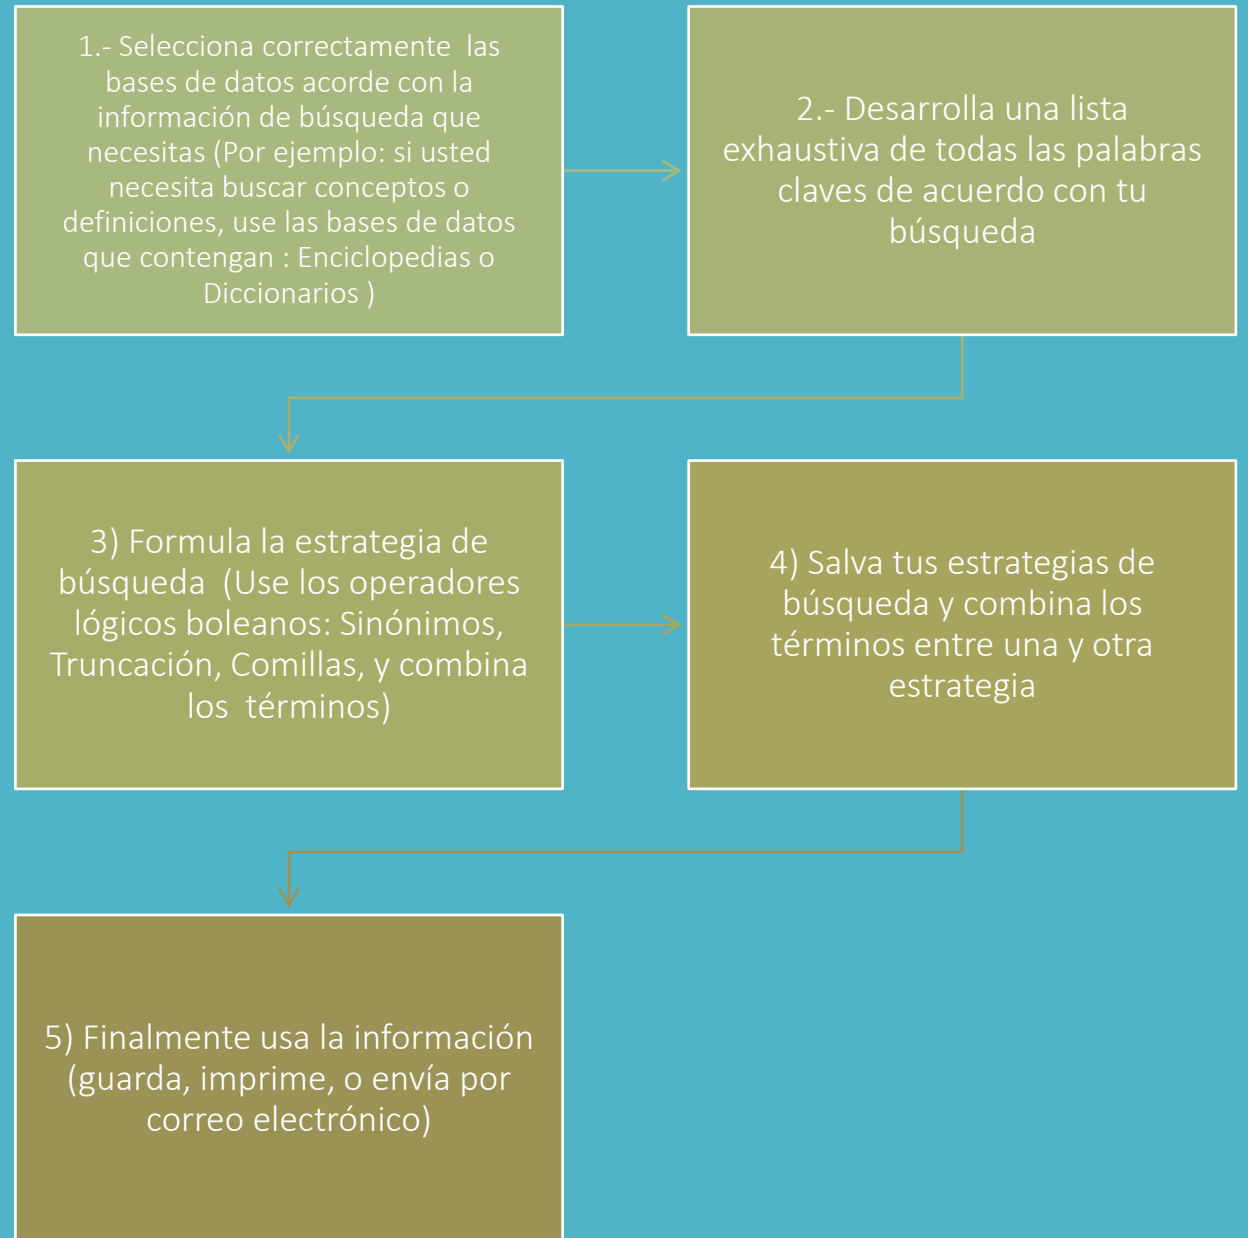 1.- Selecciona correctamente  las
bases de datos acorde con la
información de búsqueda que
necesitas (Por ejemplo: si usted
necesita buscar conceptos o
definiciones, use las bases de datos
que contengan : Enciclopedias o
Diccionarios )
2.- Desarrolla una lista
exhaustiva de todas las palabras
claves de acuerdo con tu
búsqueda
3) Formula la estrategia de
búsqueda  (Use los operadores
lógicos boleanos: Sinónimos,
Truncación, Comillas, y combina
los  términos)
4) Salva tus estrategias de
búsqueda y combina los
términos entre una y otra
estrategia
5) Finalmente usa la información
(guarda, imprime, o envía por
correo electrónico)